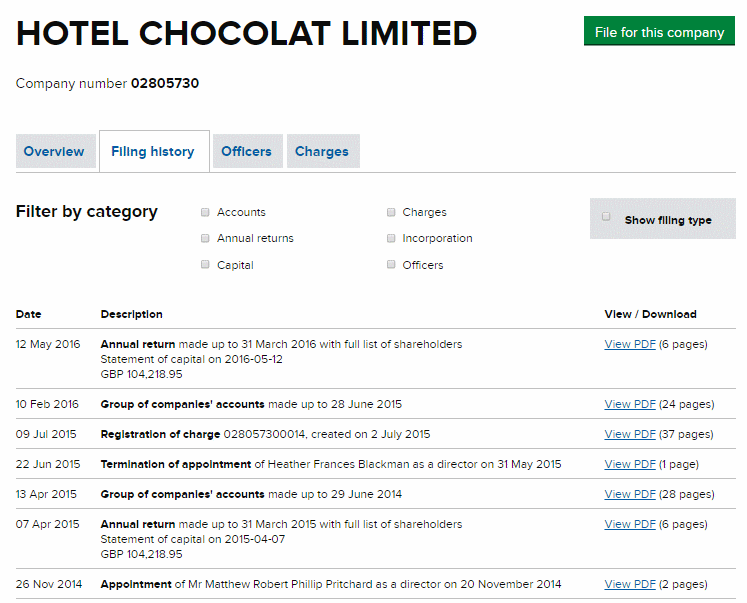 HOTEL CHOCOLAT LIMITED
File for this company
Company number 02805730
Overview
Filing history
Officers
Charges
Filter by category
Accounts
Charges
Show filing type
Annual returns
Incorporation
Capital
Officers
Date Description View / Download
12 May 2016 Annual return made up to 31 March 2016 with full list of shareholders View PDF (6 pages)
Statement of capital on 2016-05-12
GBP 104,218.95
10 Feb 2016 Group of companies' accounts made up to 28 June 2015 View PDF (24 pages)
09 Jul 2015 Registration of charge 028057300014, created on 2 July 2015 View PDF (37 pages)
22 Jun 2015 Termination of appointment of Heather Frances Blackman as a director on 31 May 2015 View PDF (1 page)
13 Apr 2015 Group of companies' accounts made up to 29 June 2014 View PDF (28 pages)
07 Apr 2015 Annual return made up to 31 March 2015 with full list of shareholders View PDF (6 pages)
Statement of capital on 2015-04-07
GBP 104,218.95
26 Nov 2014 Appointment of Mr Matthew Robert Phillip Pritchard as a director on 20 November 2014 View PDF (2 pages)